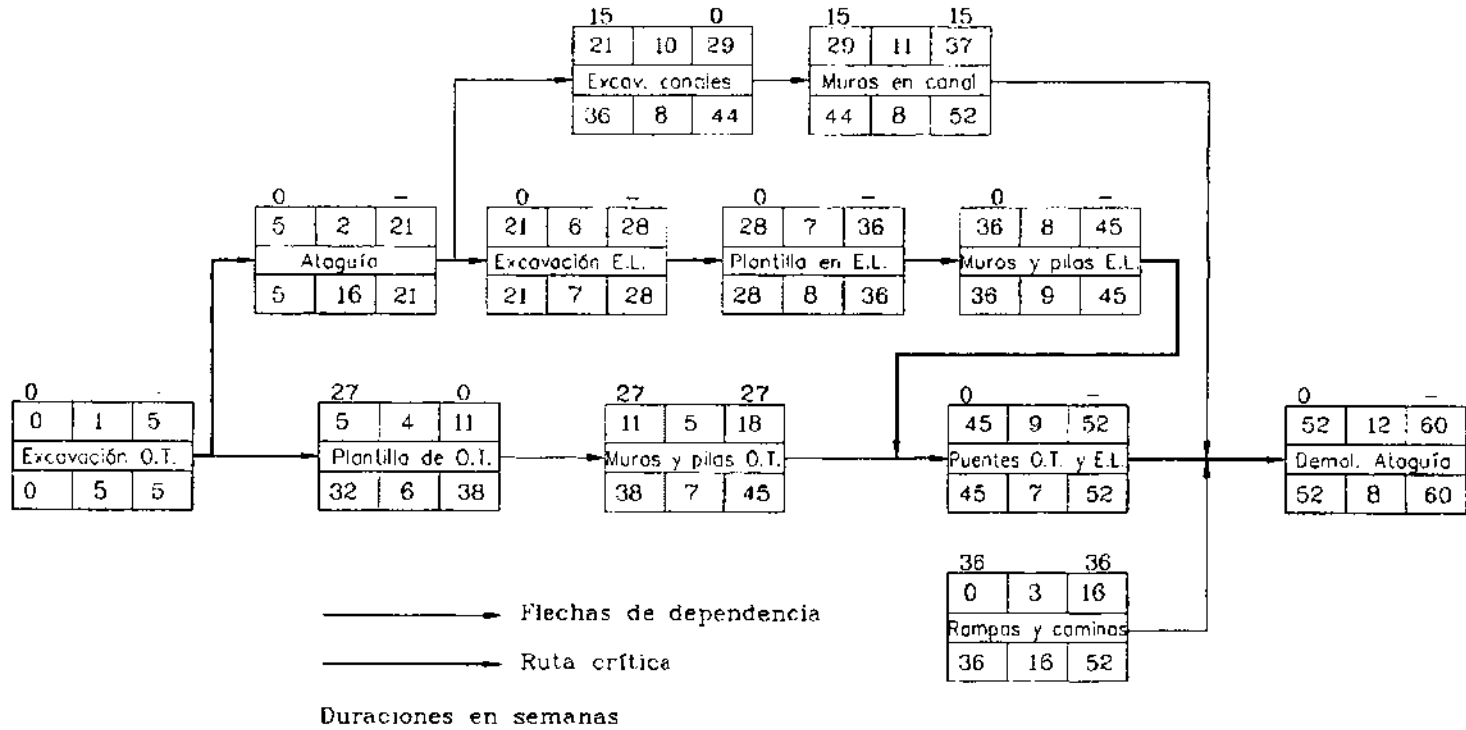 15 0
21 10 29
Excav. canales
36 8 44
15 15
29 11 37
Muros en canal
44 8 52
0 –
5 2 21
Ataguía
5 16 21
0 –
21 6 28
Excavación E.L.
21 7 28
0 –
28 7 36
Plantilla en E.L.
28 8 36
0 –
36 8 45
Muros y pilas E.L.
36 9 45
0 -
0 1 5
Excavación O.T.
0 5 5
27 0
5 4 11
Plantilla de O.T.
32 6 38
27 27
11 5 18
Muros y pilas O.T.
38 7 45
0 –
45 9 52
Puentes O.T. y E.L.
45 7 52
0 –
52 12 60
Demol. Ataguía
52 8 60
36 36
0 3 16
Rampas y caminos
36 16 52
Flechas de dependencia
Ruta crítica
Duraciones en semanas